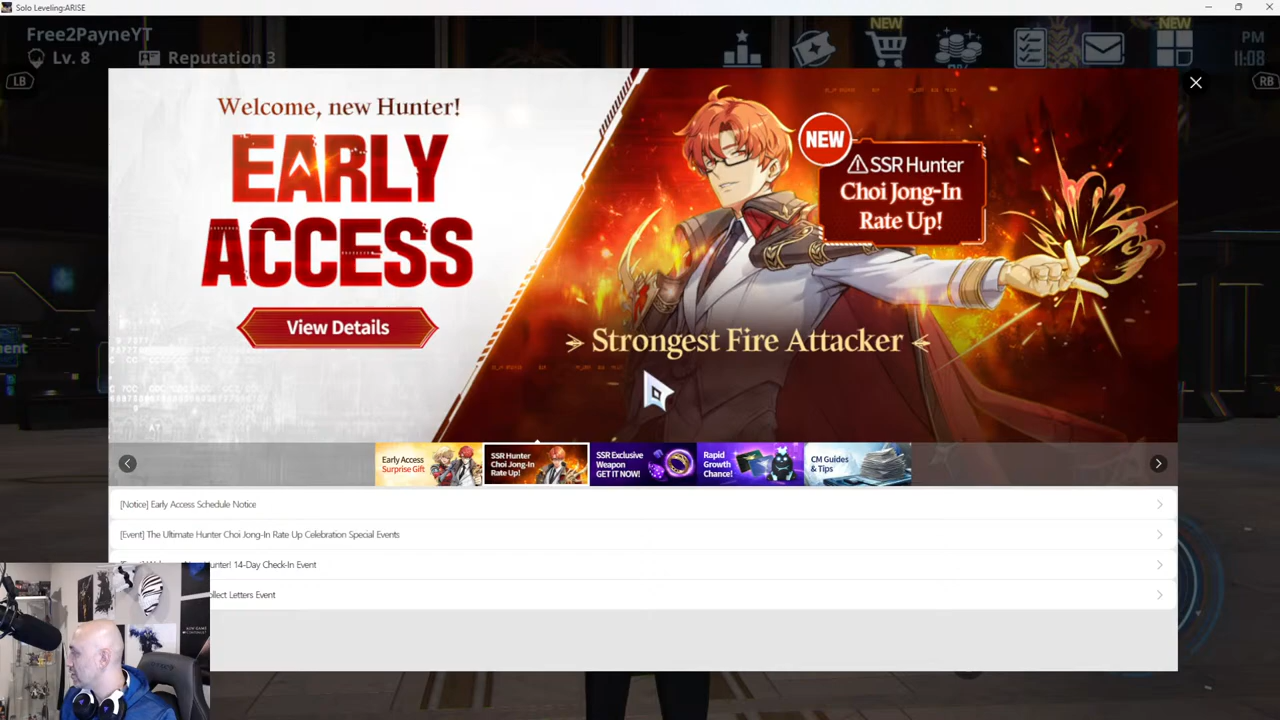 Solo Leveling:ARISE
Free2PayneYT
Lv. 8
Reputation 3
NEW
NEW
PM
11:08
LB
RB
Welcome, new Hunter!
EARLY
ACCESS
View Details
NEW
SSR Hunter
Choi Jong-In
Rate Up!
Strongest Fire Attacker
Early Access
Surprise Gift
SSR Hunter
Choi Jong-In
Rate Up!
SSR Exclusive
Weapon
GET IT NOW!
Rapid
Growth
Chance!
CM Guides
& Tips
[Notice] Early Access Schedule Notice
[Event] The Ultimate Hunter Choi Jong-In Rate Up Celebration Special Events
unter! 14-Day Check-In Event
ollect Letters Event